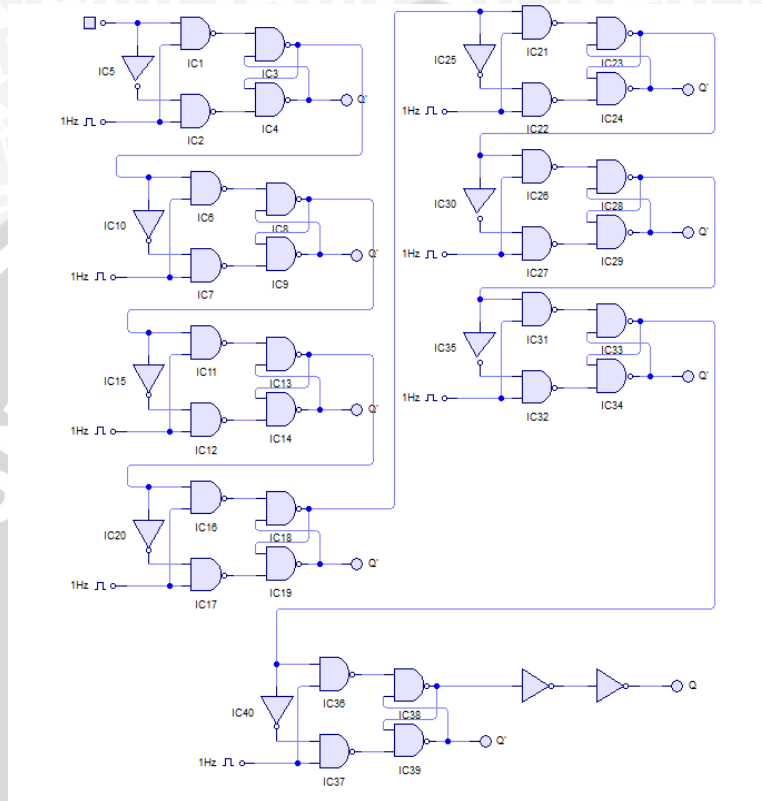 IC5
IC1
IC3
Q'
1Hz
IC4
IC2
IC10
IC6
IC8
Q'
1Hz
IC7
IC9
IC15
IC11
IC13
Q'
1Hz
IC14
IC12
IC20
IC16
IC18
Q'
1Hz
IC17
IC19
IC25
IC21
IC23
Q'
1Hz
IC24
IC22
IC30
IC26
IC28
Q'
1Hz
IC29
IC27
IC35
IC31
IC33
Q'
1Hz
IC34
IC32
IC40
IC36
IC38
Q
Q'
1Hz
IC37
IC39